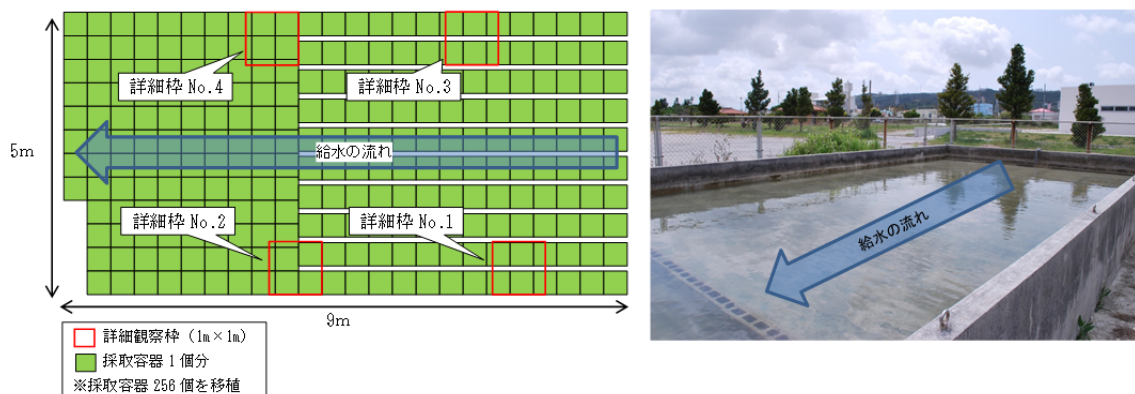 詳細枠 No.4
詳細枠 No.3
5m
給水の流れ
詳細枠 No.2
詳細枠 No.1
9m
詳細観察枠（1m×1m）
採取容器 1 個分
※採取容器 256 個を移植
給水の流れ